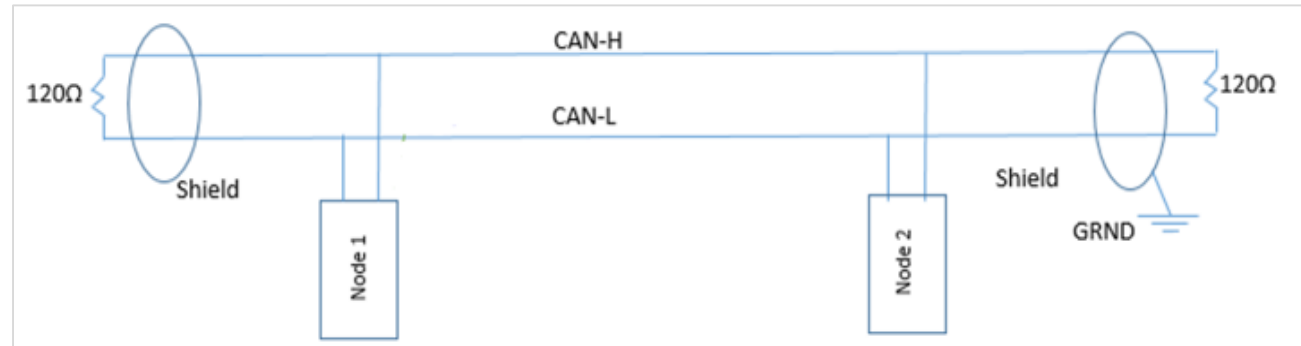 CAN-H
120Ω
120Ω
CAN-L
Shield
Shield
GRND
Node 1
Node 2